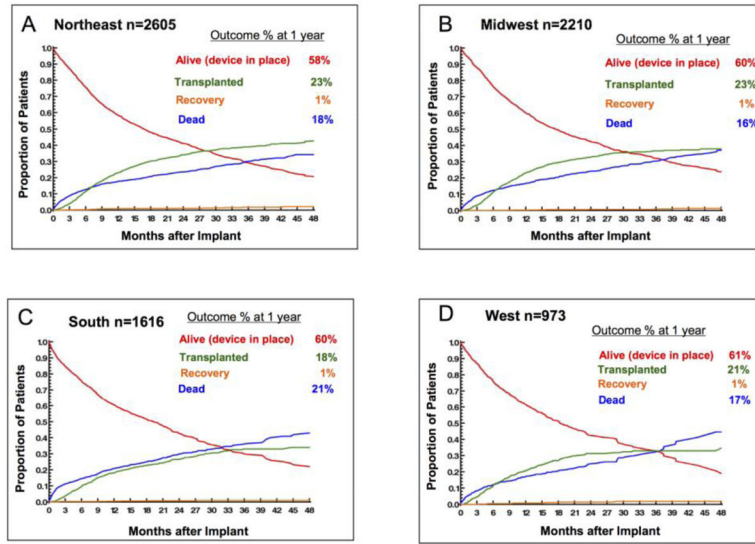 A
Northeast n=2605
Outcome % at 1 year
Alive (device in place) 58%
Transplanted 23%
Recovery 1%
Dead 18%
Proportion of Patients
1.0
0.9
0.8
0.7
0.6
0.5
0.4
0.3
0.2
0.1
0.0
0 3 6 9 12 15 18 21 24 27 30 33 36 39 42 45 48
Months after Implant
B
Midwest n=2210
Outcome % at 1 year
Alive (device in place) 60%
Transplanted 23%
Recovery 1%
Dead 16%
Proportion of Patients
1.0
0.9
0.8
0.7
0.6
0.5
0.4
0.3
0.2
0.1
0.0
0 3 6 9 12 15 18 21 24 27 30 33 36 39 42 45 48
Months after Implant
C
South n=1616
Outcome % at 1 year
Alive (device in place) 60%
Transplanted 18%
Recovery 1%
Dead 21%
Proportion of Patients
1.0
0.9
0.8
0.7
0.6
0.5
0.4
0.3
0.2
0.1
0.0
0 3 6 9 12 15 18 21 24 27 30 33 36 39 42 45 48
Months after Implant
D
West n=973
Outcome % at 1 year
Alive (device in place) 61%
Transplanted 21%
Recovery 1%
Dead 17%
Proportion of Patients
1.0
0.9
0.8
0.7
0.6
0.5
0.4
0.3
0.2
0.1
0.0
0 3 6 9 12 15 18 21 24 27 30 33 36 39 42 45 48
Months after Implant